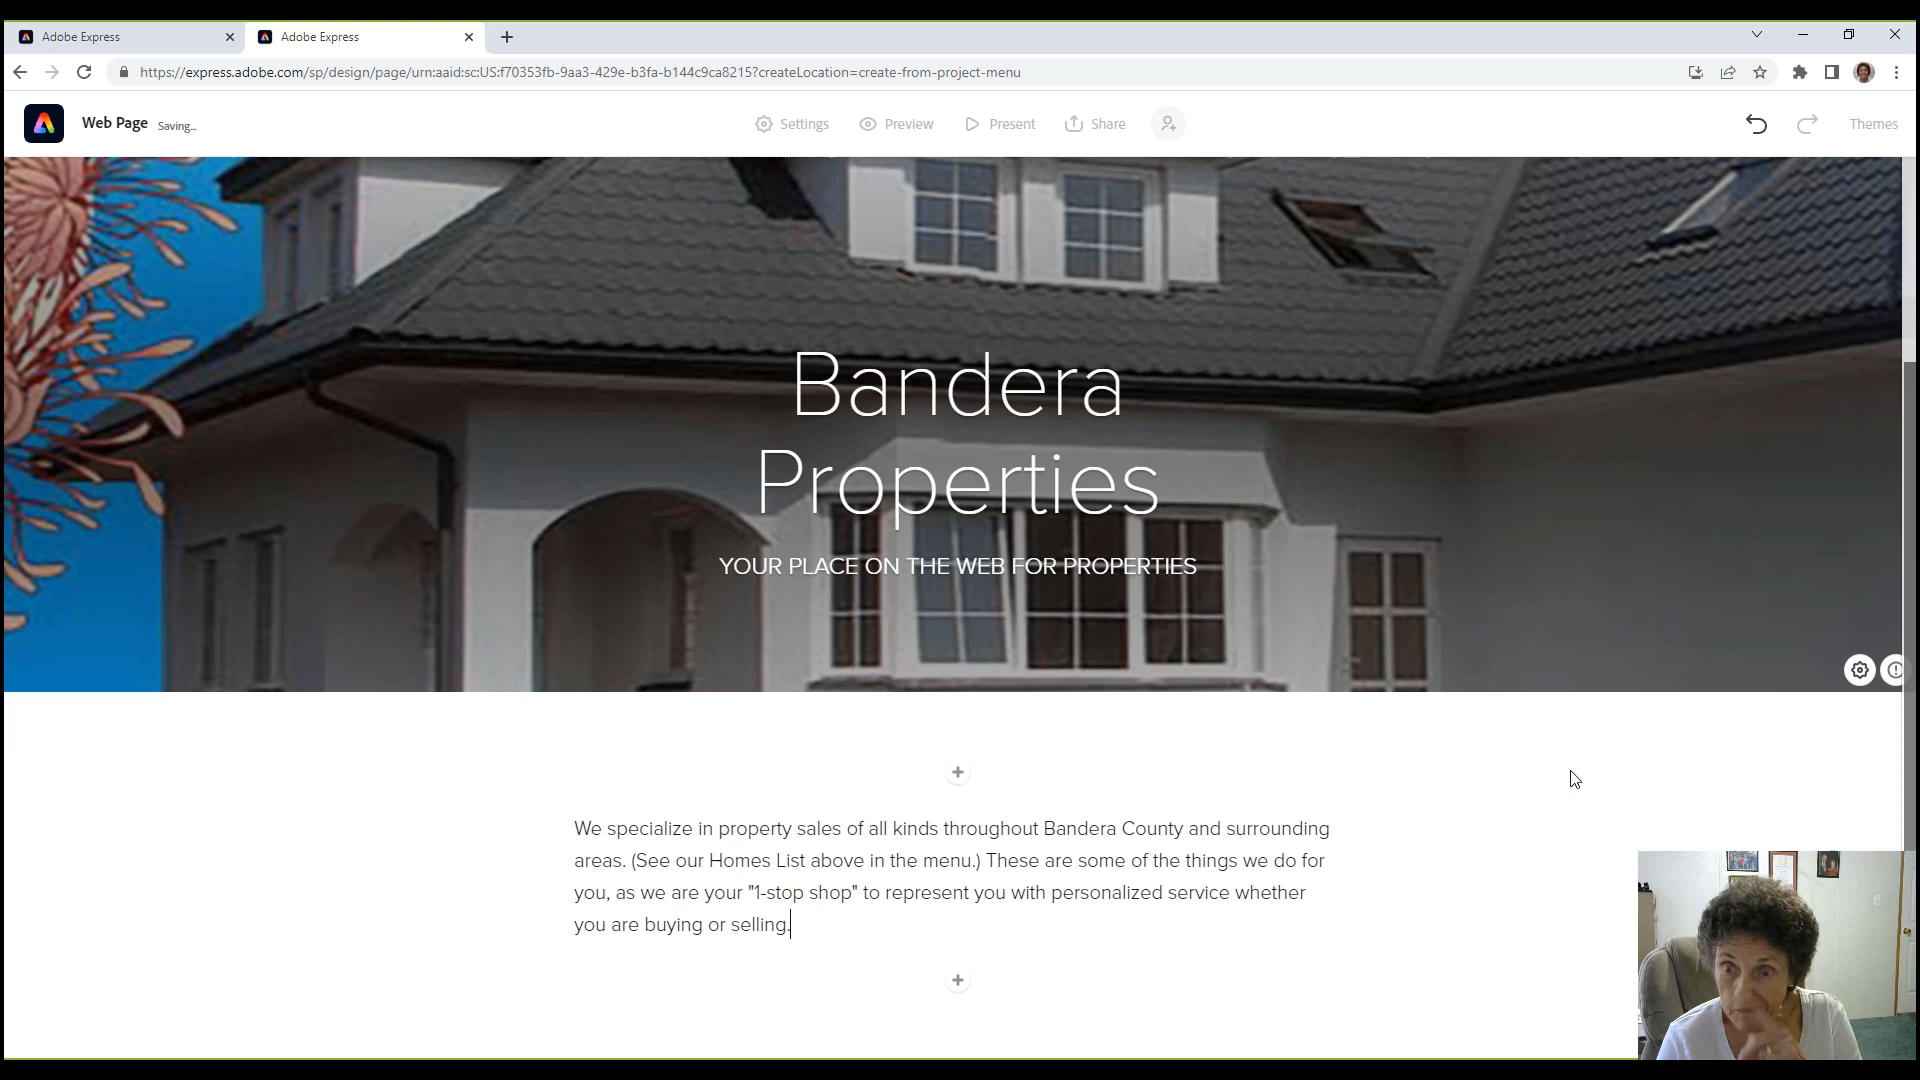 Adobe Express
Adobe Express
https://express.adobe.com/sp/design/page/urn:aaid:sc:US:f70353fb-9aa3-429e-b3fa-b144c9ca8215?createLocation=create-from-project-menu
Web Page Saving...
Settings Preview Present Share
Themes
Bandera
Properties
YOUR PLACE ON THE WEB FOR PROPERTIES
We specialize in property sales of all kinds throughout Bandera County and surrounding
areas. (See our Homes List above in the menu.) These are some of the things we do for
you, as we are your "1-stop shop" to represent you with personalized service whether
you are buying or selling.